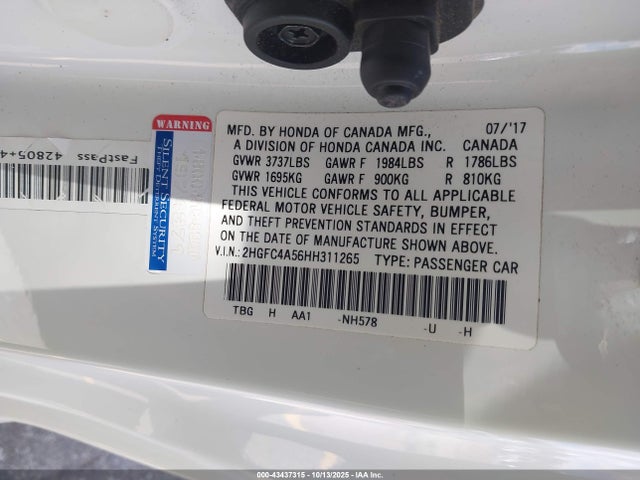 MFD. BY HONDA OF CANADA MFG., 07/'17
A DIVISION OF HONDA CANADA INC. CANADA
GVWR 3737LBS GAWR F 1984LBS R 1786LBS
GVWR 1695KG GAWR F 900KG R 810KG
THIS VEHICLE CONFORMS TO ALL APPLICABLE
FEDERAL MOTOR VEHICLE SAFETY, BUMPER,
AND THEFT PREVENTION STANDARDS IN EFFECT
ON THE DATE OF MANUFACTURE SHOWN ABOVE.
V.I.N.: 2HGFC4A56HH311265 TYPE: PASSENGER CAR
TBG H AA1 -NH578 -U -H
WARNING
SILENT SECURITY
THEFT DETERRENT SYSTEM
FastPass
42805+4
000-43437315 - 10/13/2025 - IAA Inc.